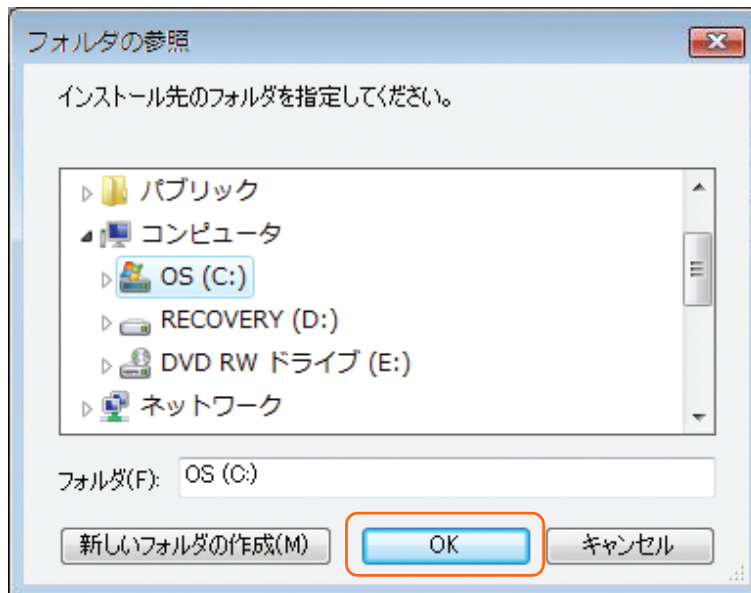 フォルダの参照
インストール先のフォルダを指定してください。
パブリック
コンピュータ
OS (C:)
RECOVERY (D:)
DVD RW ドライブ (E:)
ネットワーク
フォルダ(F): OS (C:)
新しいフォルダの作成(M) OK キャンセル